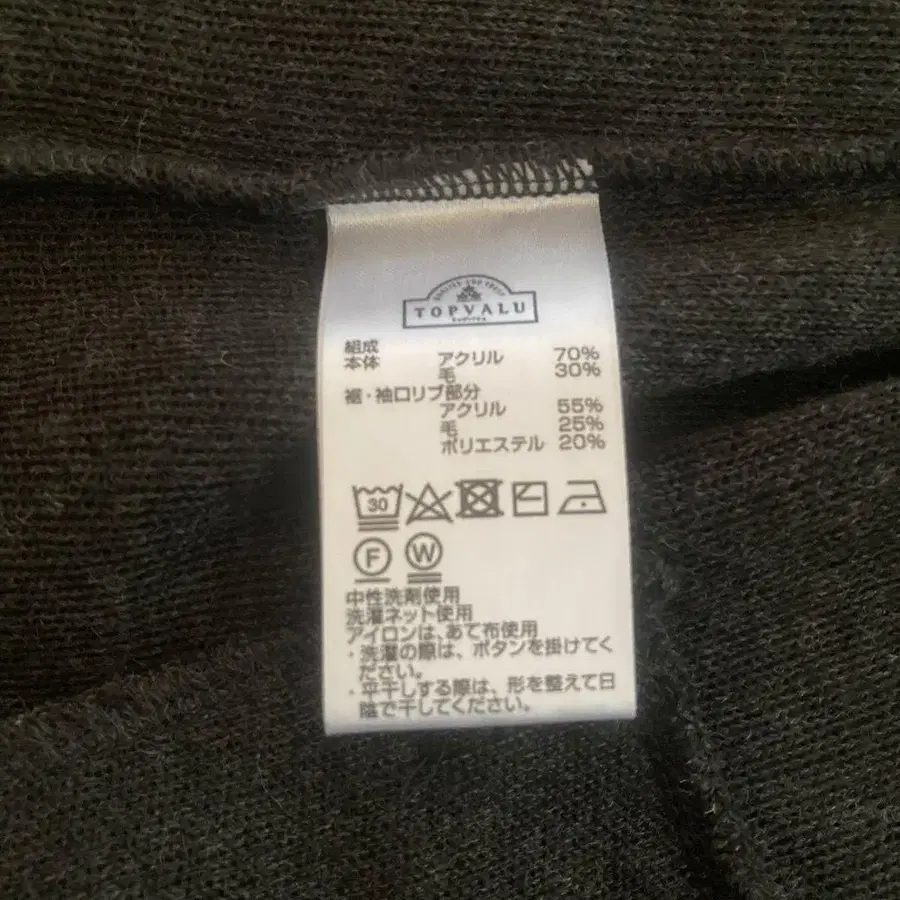 TOPVALU
組成
本体 アクリル 70%
毛 30%
裾・袖口リブ部分
アクリル 55%
毛 25%
ポリエステル 20%
30
F W
中性洗剤使用
洗濯ネット使用
アイロンは、あて布使用
・洗濯の際は、ボタンを掛けてく
ださい。
・平干しする際は、形を整えて日
陰で干してください。